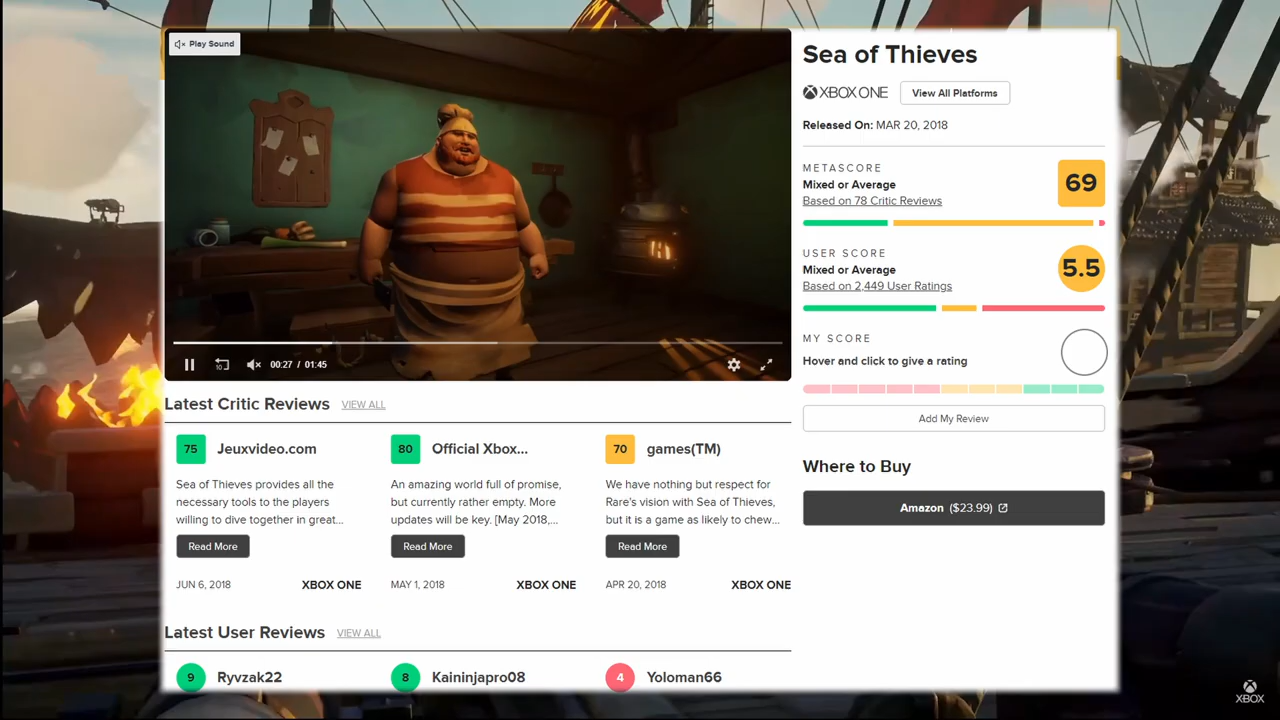 Play Sound
10
00:27 / 01:45
Sea of Thieves
XBOX ONE
View All Platforms
Released On: MAR 20, 2018
METASCORE
Mixed or Average
Based on 78 Critic Reviews
69
USER SCORE
Mixed or Average
Based on 2,449 User Ratings
5.5
MY SCORE
Hover and click to give a rating
Add My Review
Where to Buy
Amazon ($23.99)
Latest Critic Reviews VIEW ALL
75 Jeuxvideo.com
Sea of Thieves provides all the
necessary tools to the players
willing to dive together in great...
Read More
JUN 6, 2018 XBOX ONE
80 Official Xbox...
An amazing world full of promise,
but currently rather empty. More
updates will be key. [May 2018,...
Read More
MAY 1, 2018 XBOX ONE
70 games(TM)
We have nothing but respect for
Rare's vision with Sea of Thieves,
but it is a game as likely to chew...
Read More
APR 20, 2018 XBOX ONE
Latest User Reviews VIEW ALL
9 Ryvzak22
8 Kaininjapro08
4 Yoloman66
XBOX